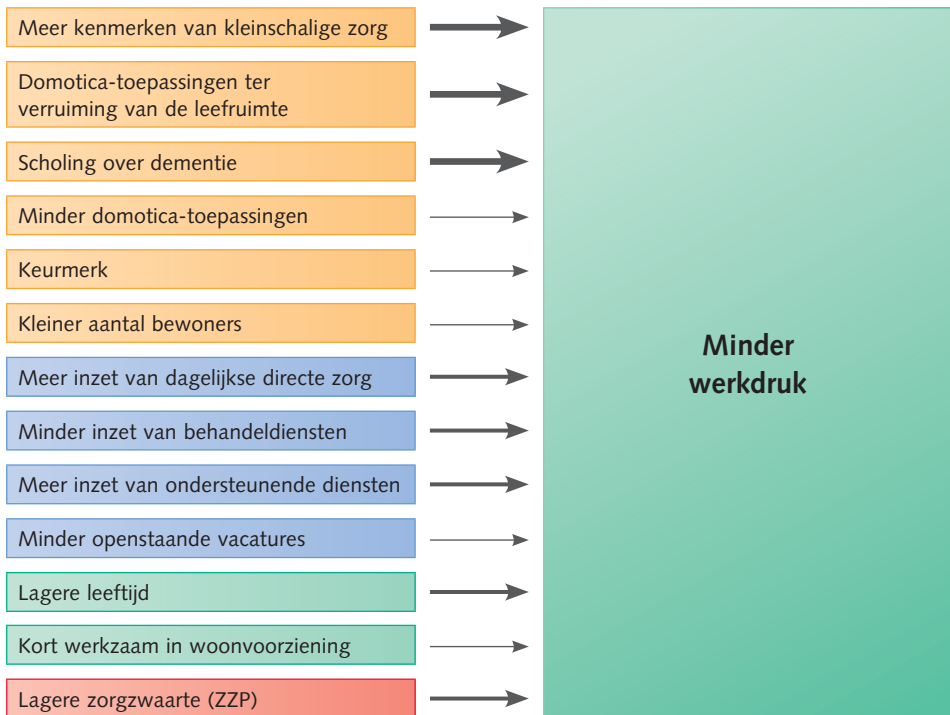 Meer kenmerken van kleinschalige zorg
Domotica-toepassingen ter
verruiming van de leefruimte
Scholing over dementie
Minder domotica-toepassingen
Keurmerk
Kleiner aantal bewoners
Meer inzet van dagelijkse directe zorg
Minder inzet van behandeldiensten
Meer inzet van ondersteunende diensten
Minder openstaande vacatures
Lagere leeftijd
Kort werkzaam in woonvoorziening
Lagere zorgzwaarte (ZZP)
Minder
werkdruk